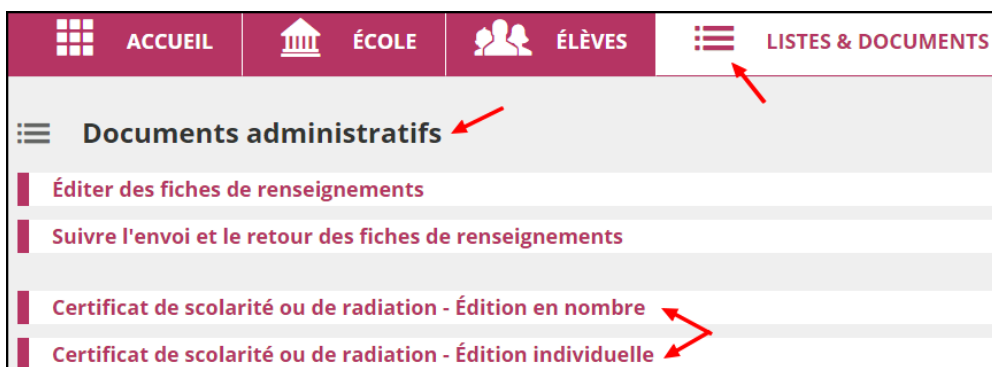 ACCUEIL ÉCOLE ÉLÈVES LISTES & DOCUMENTS
Documents administratifs
Éditer des fiches de renseignements
Suivre l'envoi et le retour des fiches de renseignements
Certificat de scolarité ou de radiation - Édition en nombre
Certificat de scolarité ou de radiation - Édition individuelle